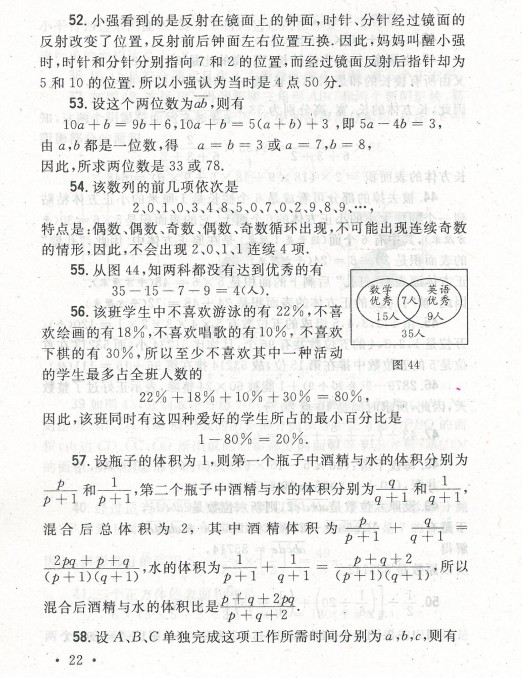 52. 小强看到的是反射在镜面上的钟面,时针、分针经过镜面的
反射改变了位置,反射前后钟面左右位置互换. 因此,妈妈叫醒小强
时,时针和分针分别指向 7 和 2 的位置,而经过镜面反射后指针却为
5 和 10 的位置. 所以小强认为当时是 4 点 50 分.
53. 设这个两位数为a̅b̅,则有
10a + b = 9b + 6,10a + b = 5(a + b) + 3 ,即 5a − 4b = 3,
由 a,b 都是一位数,得 a = b = 3 或 a = 7,b = 8,
因此,所求两位数是 33 或 78.
54. 该数列的前几项依次是
2、0、1、0、3、4、8、5、0、7、0、2、9、8、9、…,
特点是:偶数、偶数、奇数、偶数、奇数循环出现,不可能出现连续奇数
的情形,因此,不会出现 2、0、1、1 连续 4 项.
55. 从图 44,知两科都没有达到优秀的有
35 − 15 − 7 − 9 = 4(人).
数学 英语
优秀 7人 优秀
15人 9人
35人
图 44
56. 该班学生中不喜欢游泳的有 22%,不喜
欢绘画的有18%,不喜欢唱歌的有10%,不喜欢
下棋的有 30%,所以至少不喜欢其中一种活动
的学生最多占全班人数的
22% + 18% + 10% + 30% = 80%,
因此,该班同时有这四种爱好的学生所占的最小百分比是
1 − 80% = 20%.
57. 设瓶子的体积为 1,则第一个瓶子中酒精与水的体积分别为
p/(p + 1) 和 1/(p + 1),第二个瓶子中酒精与水的体积分别为 q/(q + 1) 和 1/(q + 1),
混合后总体积为 2, 其中酒精体积为 p/(p + 1) + q/(q + 1) =
(2pq + p + q)/((p + 1)(q + 1)),水的体积为 1/(p + 1) + 1/(q + 1) = (p + q + 2)/((p + 1)(q + 1)),所以
混合后酒精与水的体积比是 (p + q + 2pq)/(p + q + 2).
58. 设 A、B、C 单独完成这项工作所需时间分别为 a,b,c,则有
· 22 ·